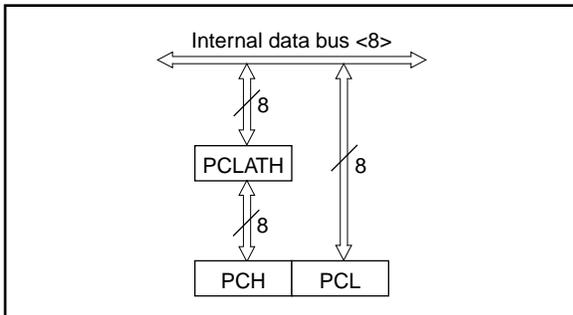 Internal data bus <8>
8
PCLATH
8
8
PCH PCL